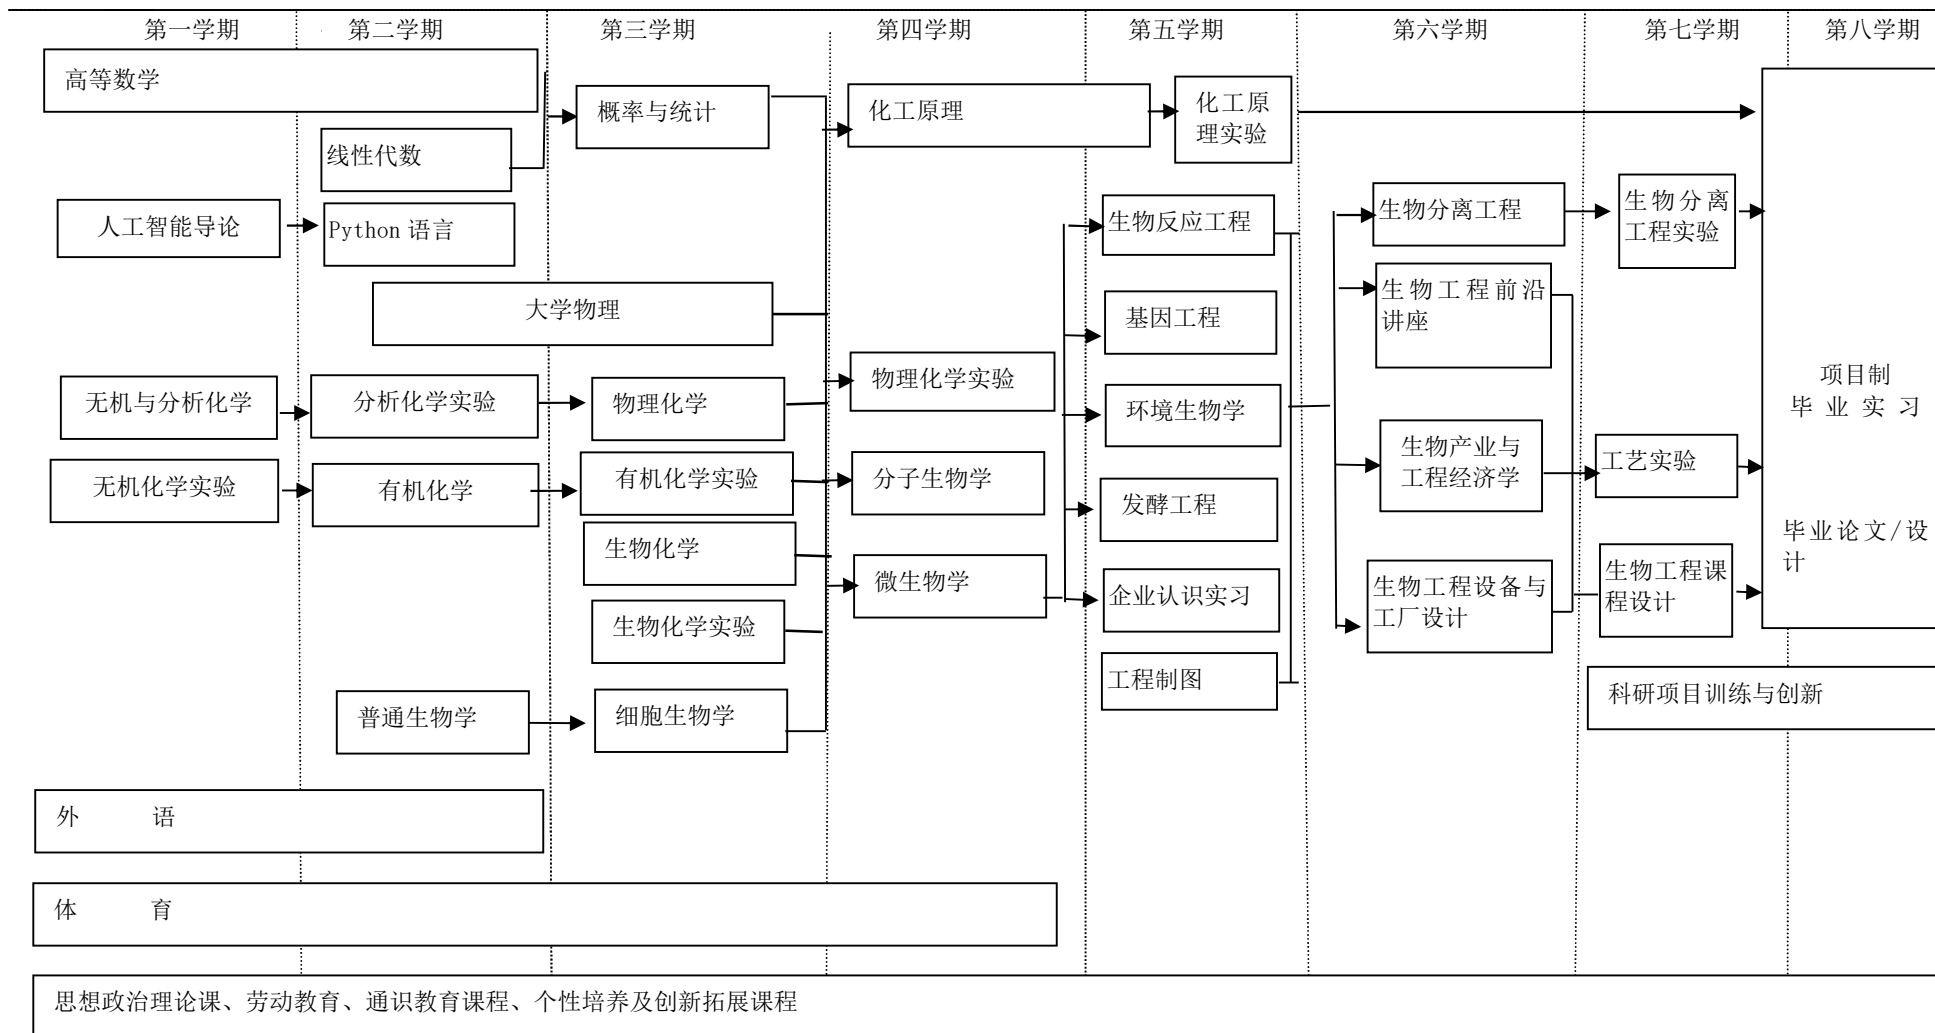 第一学期
第二学期
第三学期
第四学期
第五学期
第六学期
第七学期
第八学期
高等数学
线性代数
人工智能导论
Python 语言
大学物理
无机与分析化学
分析化学实验
无机化学实验
有机化学
普通生物学
概率与统计
物理化学
有机化学实验
生物化学
生物化学实验
细胞生物学
化工原理
物理化学实验
分子生物学
微生物学
化工原
理实验
生物反应工程
基因工程
环境生物学
发酵工程
企业认识实习
工程制图
生物分离工程
生物工程前沿
讲座
生物产业与
工程经济学
生物工程设备与
工厂设计
生物分离
工程实验
工艺实验
生物工程课
程设计
项目制
毕业实习
毕业论文/设
计
科研项目训练与创新
外 语
体 育
思想政治理论课、劳动教育、通识教育课程、个性培养及创新拓展课程